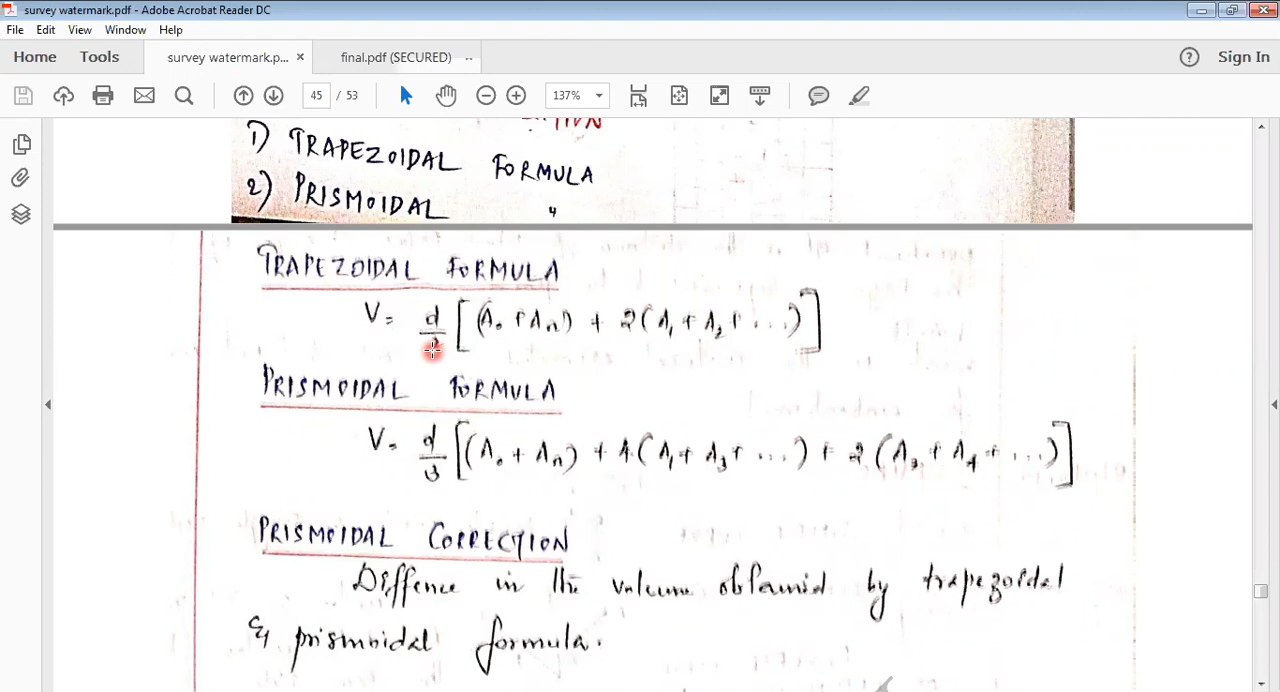 survey watermark.pdf - Adobe Acrobat Reader DC
File Edit View Window Help
Home Tools survey watermark.p... × final.pdf (SECURED) ..
? Sign In
45 / 53 137%
1) TRAPEZOIDAL FORMULA
2) PRISMOIDAL
TRAPEZOIDAL FORMULA
V= d/ [(A₀ + Aₙ) + 2(A₁ + A₂ + ...)]
PRISMOIDAL FORMULA
V= d/3 [(A₀ + Aₙ) + 4(A₁ + A₃ + ...) + 2(A + A₄ + ...)]
PRISMOIDAL CORRECTION
Diffence in the volume obtained by trapezoidal
& prismoidal formula.